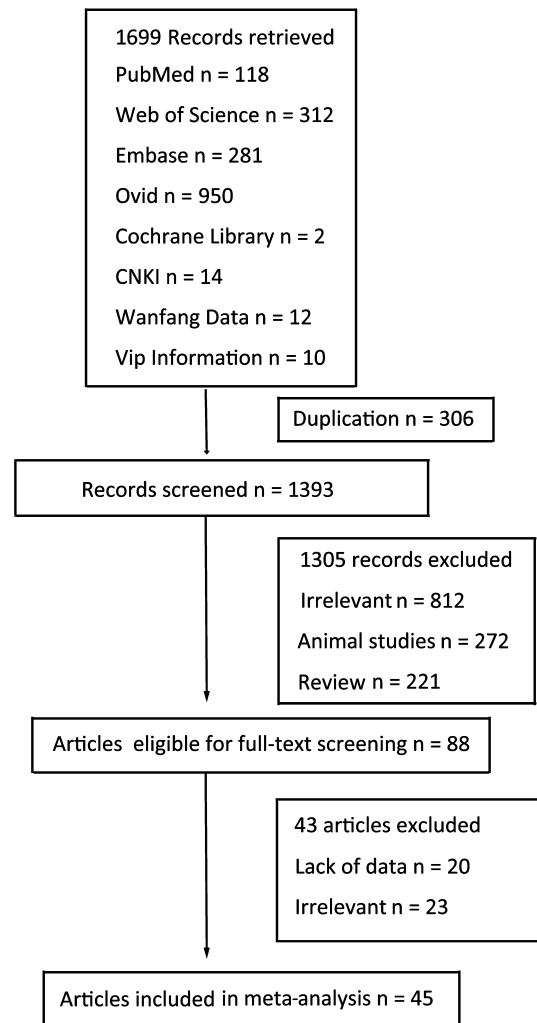 1699 Records retrieved
PubMed n = 118
Web of Science n = 312
Embase n = 281
Ovid n = 950
Cochrane Library n = 2
CNKI n = 14
Wanfang Data n = 12
Vip Information n = 10
Duplication n = 306
Records screened n = 1393
1305 records excluded
Irrelevant n = 812
Animal studies n = 272
Review n = 221
Articles eligible for full-text screening n = 88
43 articles excluded
Lack of data n = 20
Irrelevant n = 23
Articles included in meta-analysis n = 45